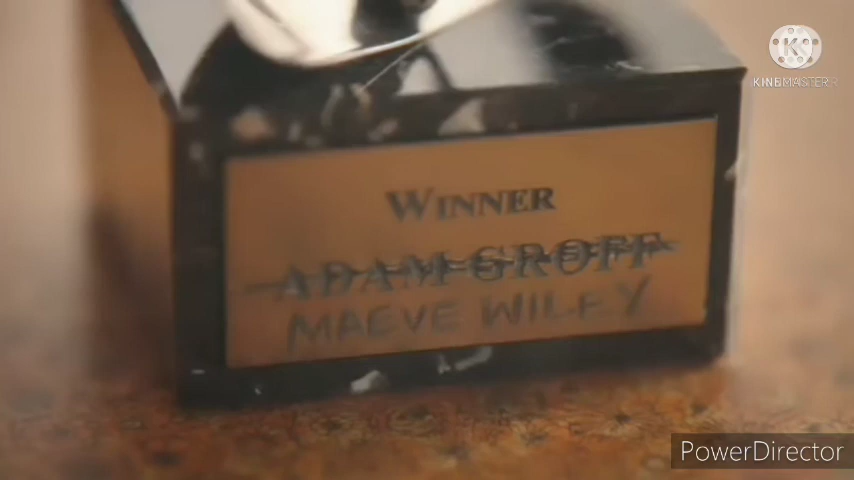 KINEMASTER
WINNER
ADAM GROFF
MAEVE WILEY
PowerDirector